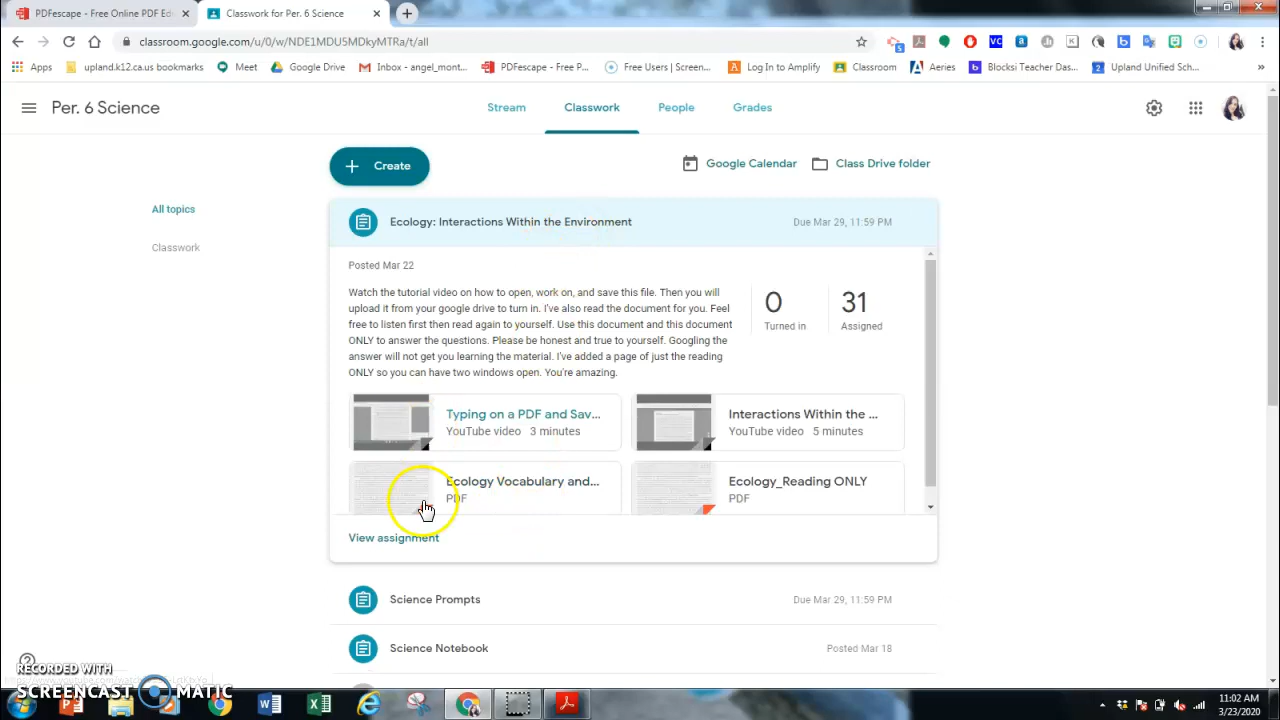 PDFescape - Free Online PDF Edi
Classwork for Per. 6 Science
classroom.google.com/u/0/w/NDE1MDU5MDkyMTRa/t/all
Apps
upland.k12.ca.us bookmarks
Meet
Google Drive
Inbox - angel_mont...
PDFescape - Free P...
Free Users | Screen...
Log In to Amplify
Classroom
Aeries
Blocksi Teacher Das...
Upland Unified Sch...
Per. 6 Science
Stream
Classwork
People
Grades
Create
Google Calendar
Class Drive folder
All topics
Classwork
Ecology: Interactions Within the Environment
Due Mar 29, 11:59 PM
Posted Mar 22
Watch the tutorial video on how to open, work on, and save this file. Then you will
upload it from your google drive to turn in. I've also read the document for you. Feel
free to listen first then read again to yourself. Use this document and this document
ONLY to answer the questions. Please be honest and true to yourself. Googling the
answer will not get you learning the material. I've added a page of just the reading
ONLY so you can have two windows open. You're amazing.
0
Turned in
31
Assigned
Typing on a PDF and Sav...
YouTube video 3 minutes
Interactions Within the ...
YouTube video 5 minutes
Ecology Vocabulary and...
PDF
Ecology_Reading ONLY
PDF
View assignment
Science Prompts
Due Mar 29, 11:59 PM
Science Notebook
Posted Mar 18
RECORDED WITH
SCREENCAST MATIC
11:02 AM
3/23/2020